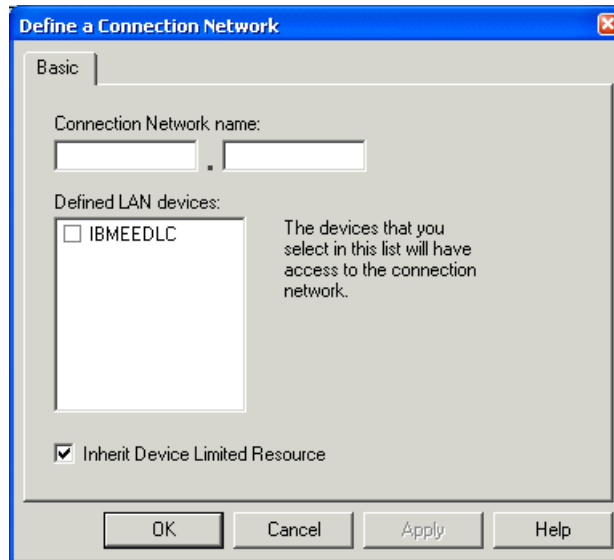 Define a Connection Network
Basic
Connection Network name:
.
Defined LAN devices:
IBMEEDLC
The devices that you
select in this list will have
access to the connection
network.
Inherit Device Limited Resource
OK Cancel Apply Help